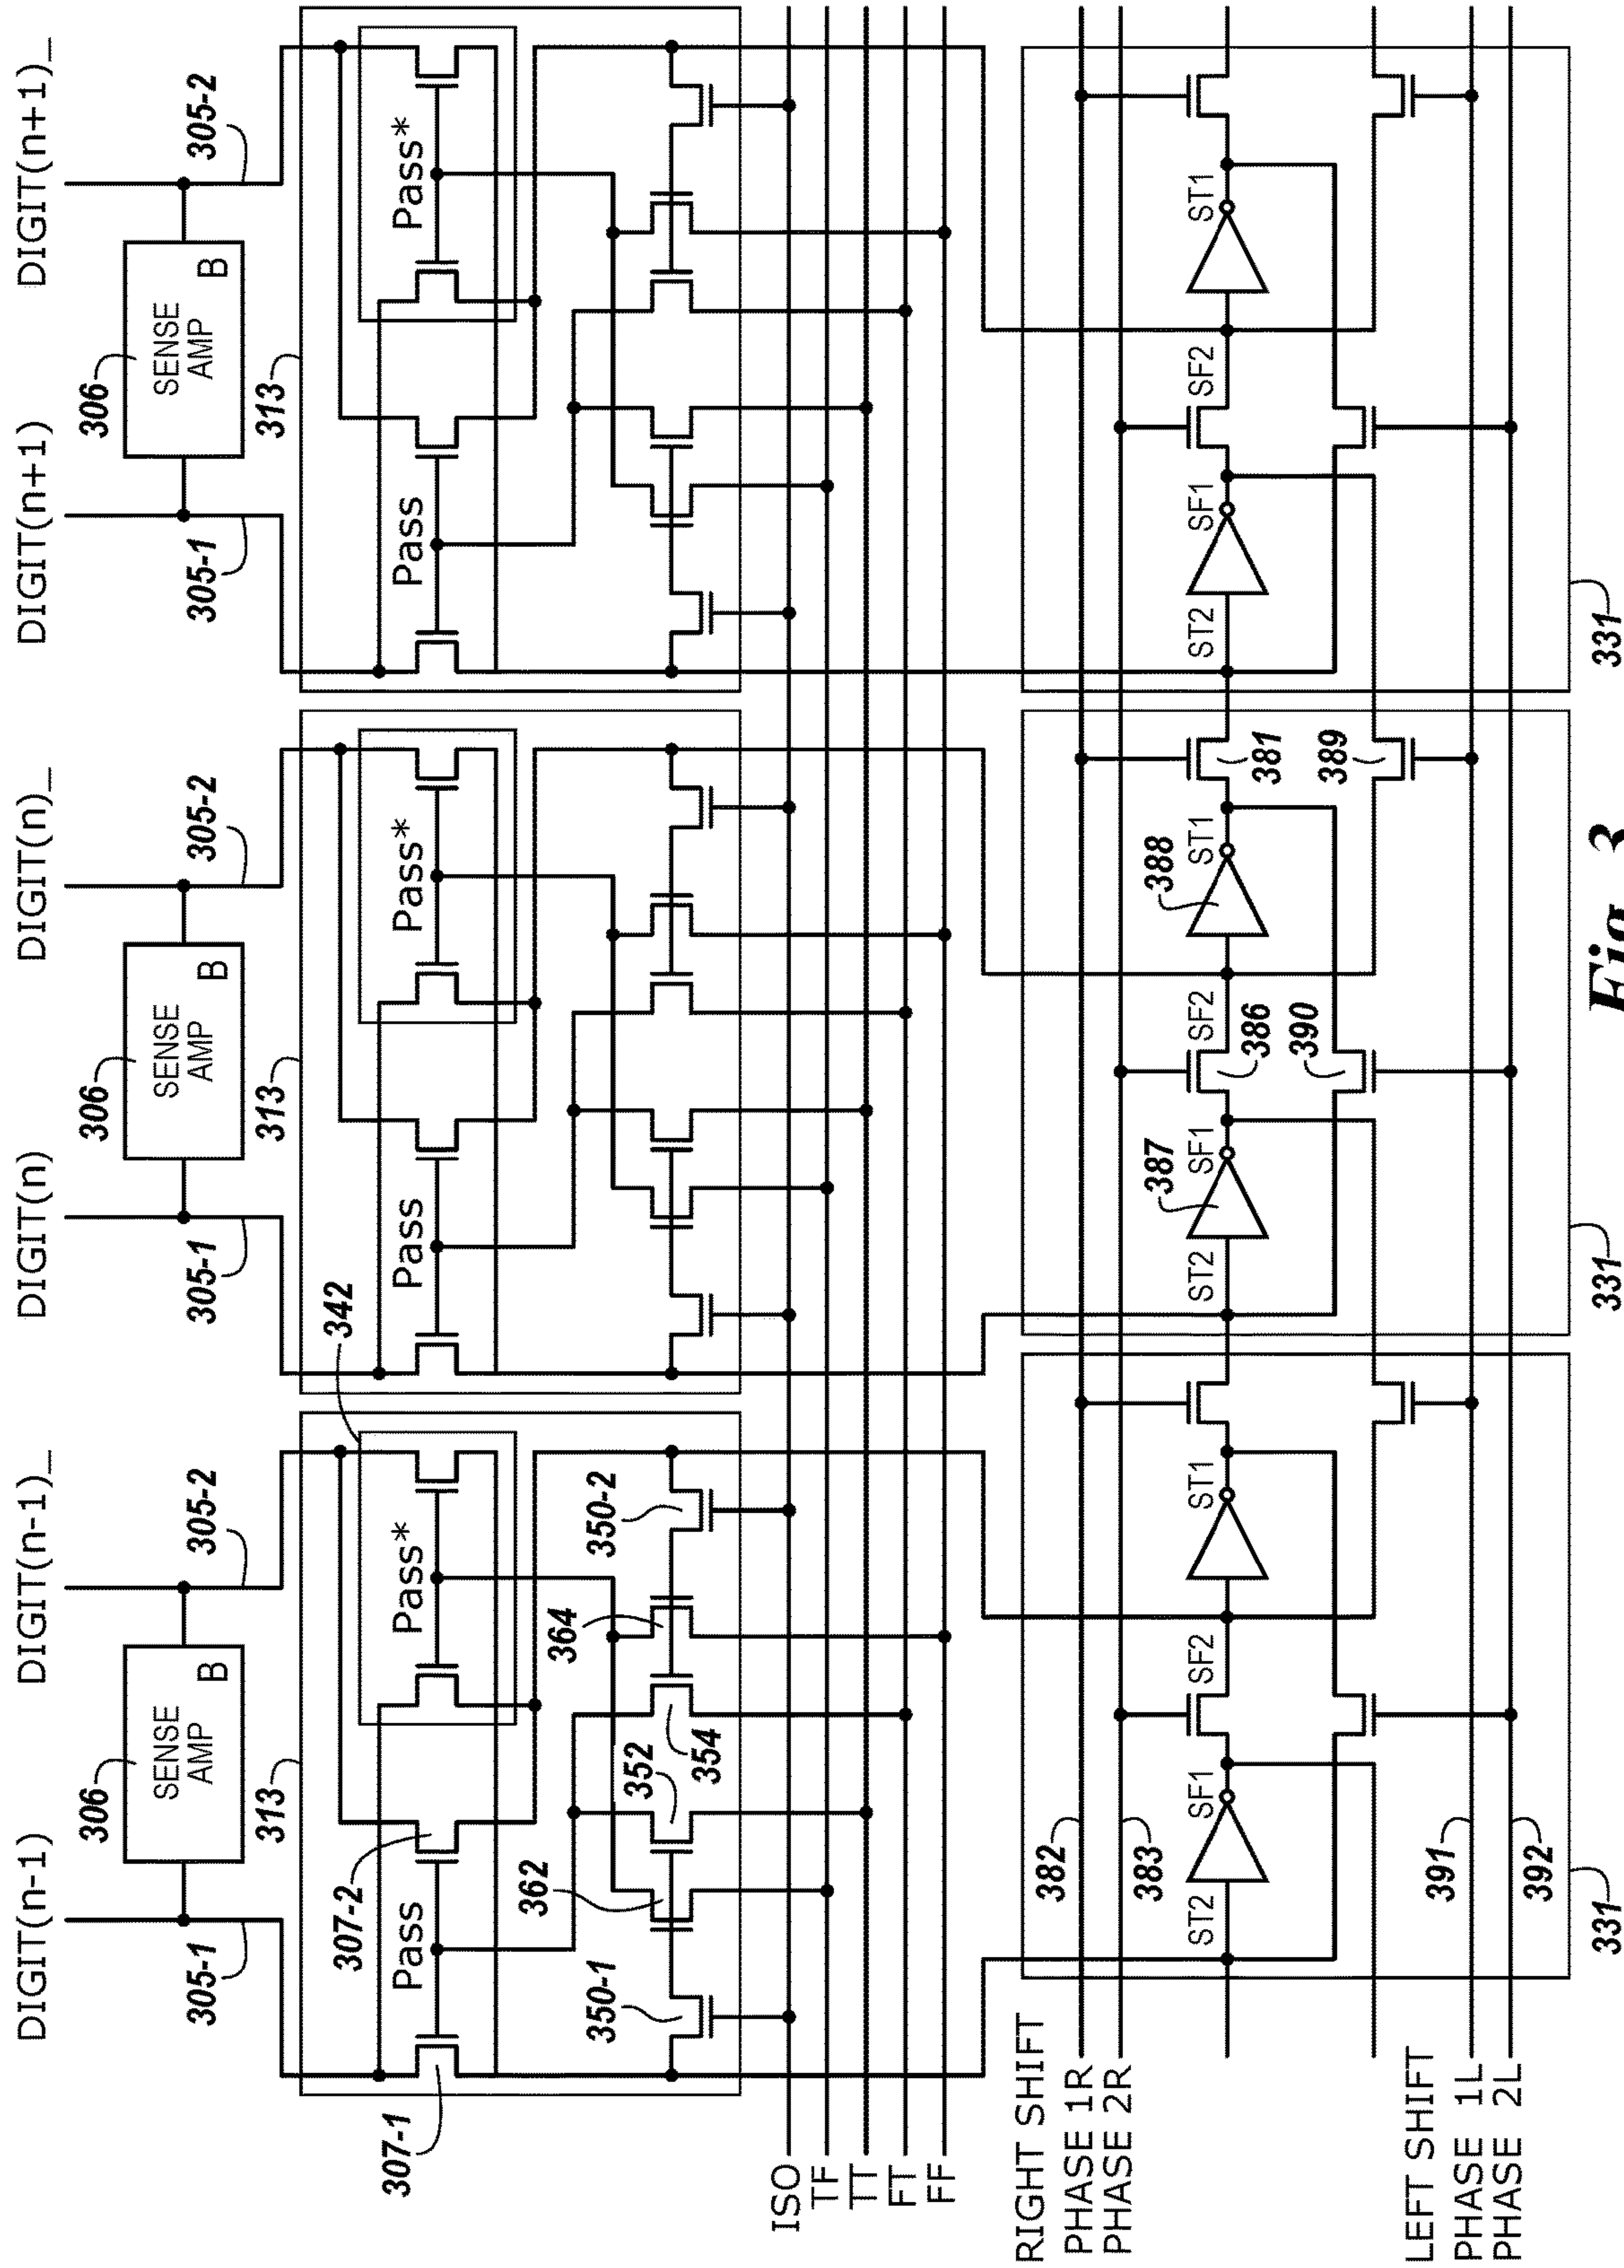 DIGIT(n-1)
DIGIT(n-1)_
DIGIT(n)
DIGIT(n)_
DIGIT(n+1)
DIGIT(n+1)_
305-1
306
SENSE
AMP
B
305-2
305-1
306
SENSE
AMP
B
305-2
305-1
306
SENSE
AMP
B
305-2
313
342
313
313
307-1
Pass
307-2
Pass*
Pass
Pass*
Pass
Pass*
350-1
362
352
354
364
350-2
ISO
TF
TT
FT
FF
RIGHT SHIFT
PHASE 1R
PHASE 2R
382
383
ST2
SF1
SF2
ST1
ST2
387
SF1
SF2
386
388
ST1
381
ST2
SF1
SF2
ST1
390
389
LEFT SHIFT
PHASE 1L
PHASE 2L
391
392
331
331
331
Fig. 3